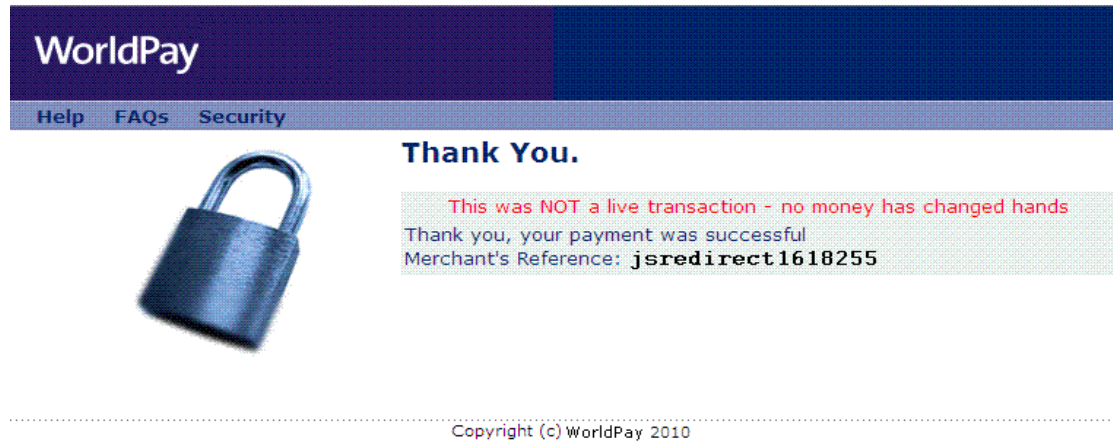 WorldPay
Help FAQs Security
Thank You.
This was NOT a live transaction - no money has changed hands
Thank you, your payment was successful
Merchant's Reference: jsredirect1618255
Copyright (c) WorldPay 2010